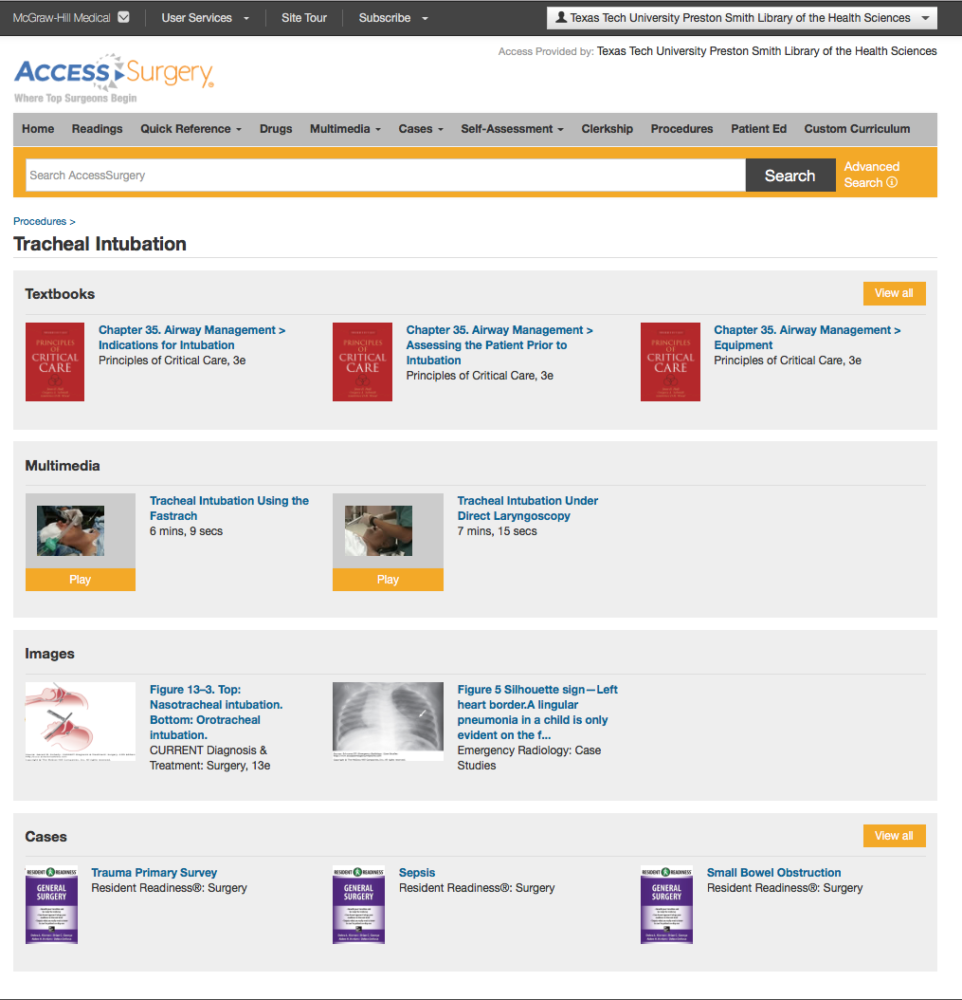 McGraw-Hill Medical User Services Site Tour Subscribe Texas Tech University Preston Smith Library of the Health Sciences
Access Provided by: Texas Tech University Preston Smith Library of the Health Sciences
ACCESS Surgery®
Where Top Surgeons Begin
Home Readings Quick Reference Drugs Multimedia Cases Self-Assessment Clerkship Procedures Patient Ed Custom Curriculum
Search AccessSurgery
Search
Advanced
Search
Procedures >
Tracheal Intubation
Textbooks
View all
PRINCIPLES
OF
CRITICAL
CARE
Chapter 35. Airway Management >
Indications for Intubation
Principles of Critical Care, 3e
PRINCIPLES
OF
CRITICAL
CARE
Chapter 35. Airway Management >
Assessing the Patient Prior to
Intubation
Principles of Critical Care, 3e
PRINCIPLES
OF
CRITICAL
CARE
Chapter 35. Airway Management >
Equipment
Principles of Critical Care, 3e
Multimedia
Play
Tracheal Intubation Using the
Fastrach
6 mins, 9 secs
Play
Tracheal Intubation Under
Direct Laryngoscopy
7 mins, 15 secs
Images
Figure 13–3. Top:
Nasotracheal intubation.
Bottom: Orotracheal
intubation.
CURRENT Diagnosis &
Treatment: Surgery, 13e
Figure 5 Silhouette sign—Left
heart border.A lingular
pneumonia in a child is only
evident on the f...
Emergency Radiology: Case
Studies
Cases
View all
RESIDENT READINESS
GENERAL
SURGERY
Trauma Primary Survey
Resident Readiness®: Surgery
RESIDENT READINESS
GENERAL
SURGERY
Sepsis
Resident Readiness®: Surgery
RESIDENT READINESS
GENERAL
SURGERY
Small Bowel Obstruction
Resident Readiness®: Surgery